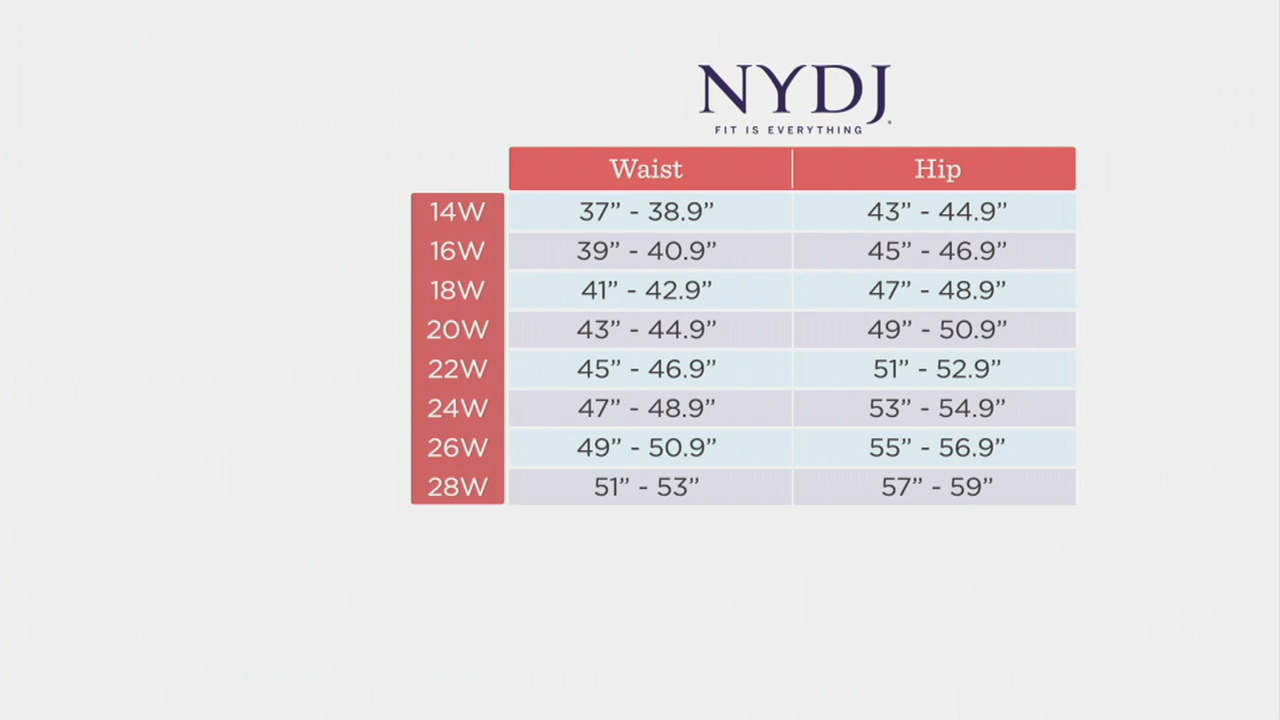 NYDJ
FIT IS EVERYTHING
Waist Hip
14W 37” - 38.9” 43” - 44.9”
16W 39” - 40.9” 45” - 46.9”
18W 41” - 42.9” 47” - 48.9”
20W 43” - 44.9” 49” - 50.9”
22W 45” - 46.9” 51” - 52.9”
24W 47” - 48.9” 53” - 54.9”
26W 49” - 50.9” 55” - 56.9”
28W 51” - 53” 57” - 59”